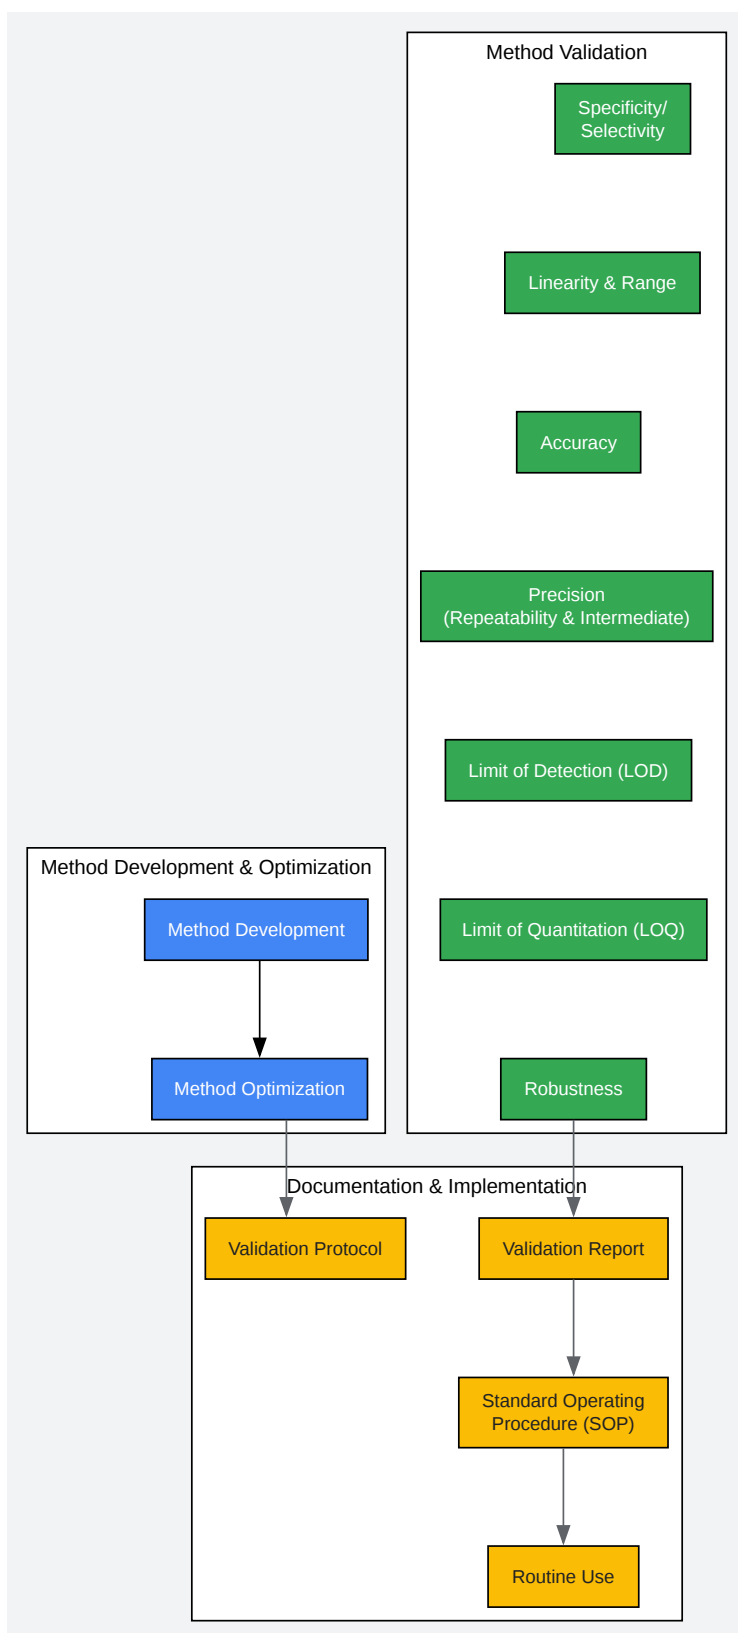 Method Validation
Specificity/
Selectivity
Linearity & Range
Accuracy
Precision
(Repeatability & Intermediate)
Limit of Detection (LOD)
Limit of Quantitation (LOQ)
Robustness
Method Development & Optimization
Method Development
Method Optimization
Documentation & Implementation
Validation Protocol
Validation Report
Standard Operating
Procedure (SOP)
Routine Use